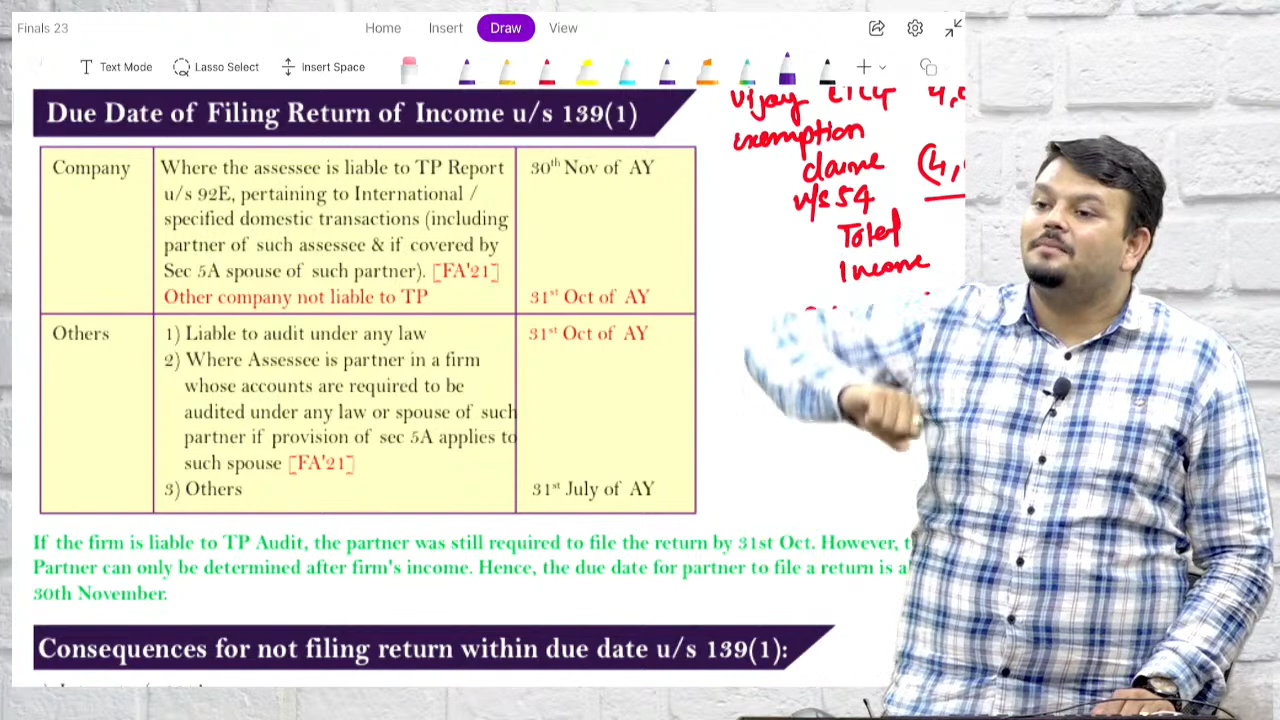 Finals 23
Home Insert Draw View
Text Mode Lasso Select Insert Space
Due Date of Filing Return of Income u/s 139(1)
Company
Where the assessee is liable to TP Report
u/s 92E, pertaining to International /
specified domestic transactions (including
partner of such assessee & if covered by
Sec 5A spouse of such partner). [FA'21]
Other company not liable to TP
30th Nov of AY
31st Oct of AY
Others
1) Liable to audit under any law
2) Where Assessee is partner in a firm
whose accounts are required to be
audited under any law or spouse of such
partner if provision of sec 5A applies to
such spouse [FA'21]
3) Others
31st Oct of AY
31st July of AY
If the firm is liable to TP Audit, the partner was still required to file the return by 31st Oct. However,
Partner can only be determined after firm's income. Hence, the due date for partner to file a return is
30th November.
Consequences for not filing return within due date u/s 139(1):
Vijay LTCG
exemption
claime
u/s 54
Total
Income